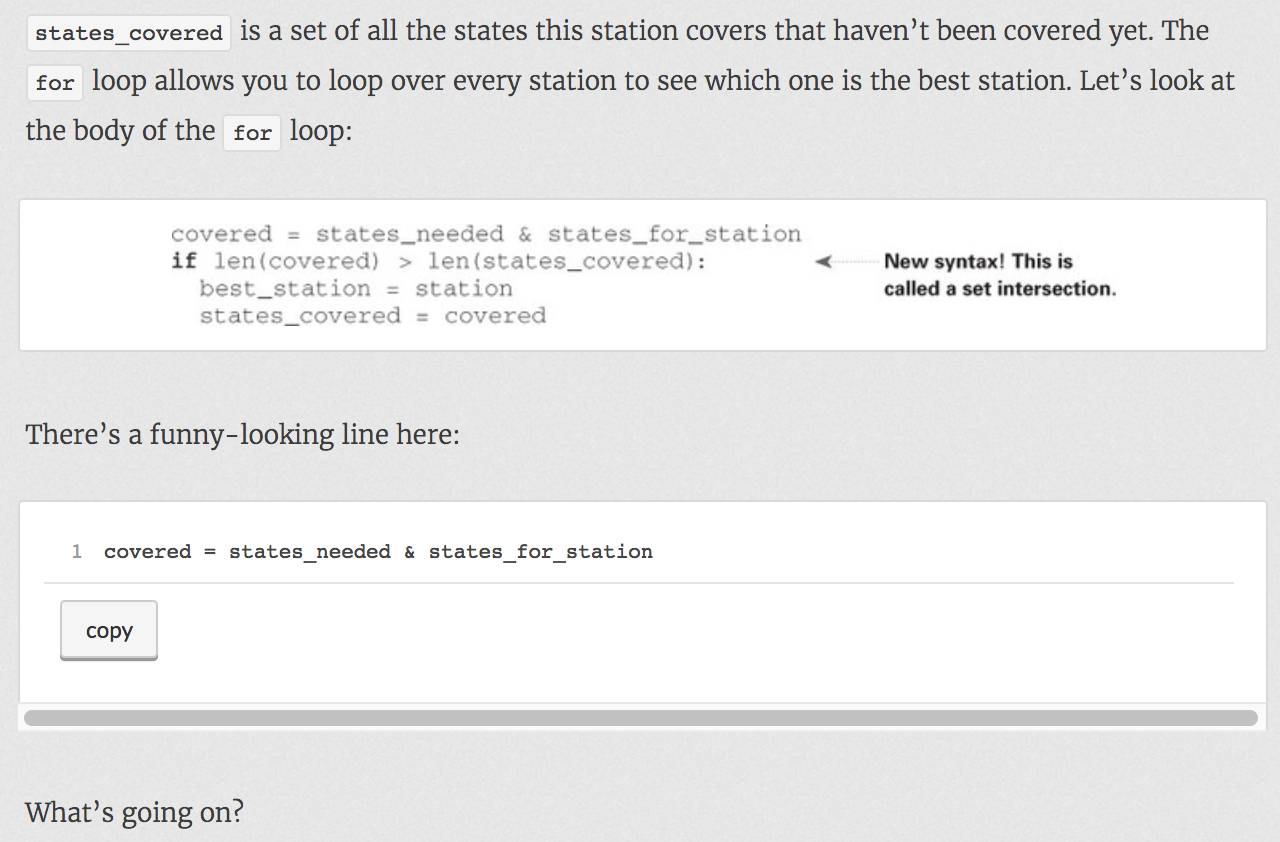 states_covered is a set of all the states this station covers that haven’t been covered yet. The
for loop allows you to loop over every station to see which one is the best station. Let’s look at
the body of the for loop:
covered = states_needed & states_for_station
if len(covered) > len(states_covered):
  best_station = station
  states_covered = covered
New syntax! This is
called a set intersection.
There’s a funny-looking line here:
1 covered = states_needed & states_for_station
copy
What’s going on?